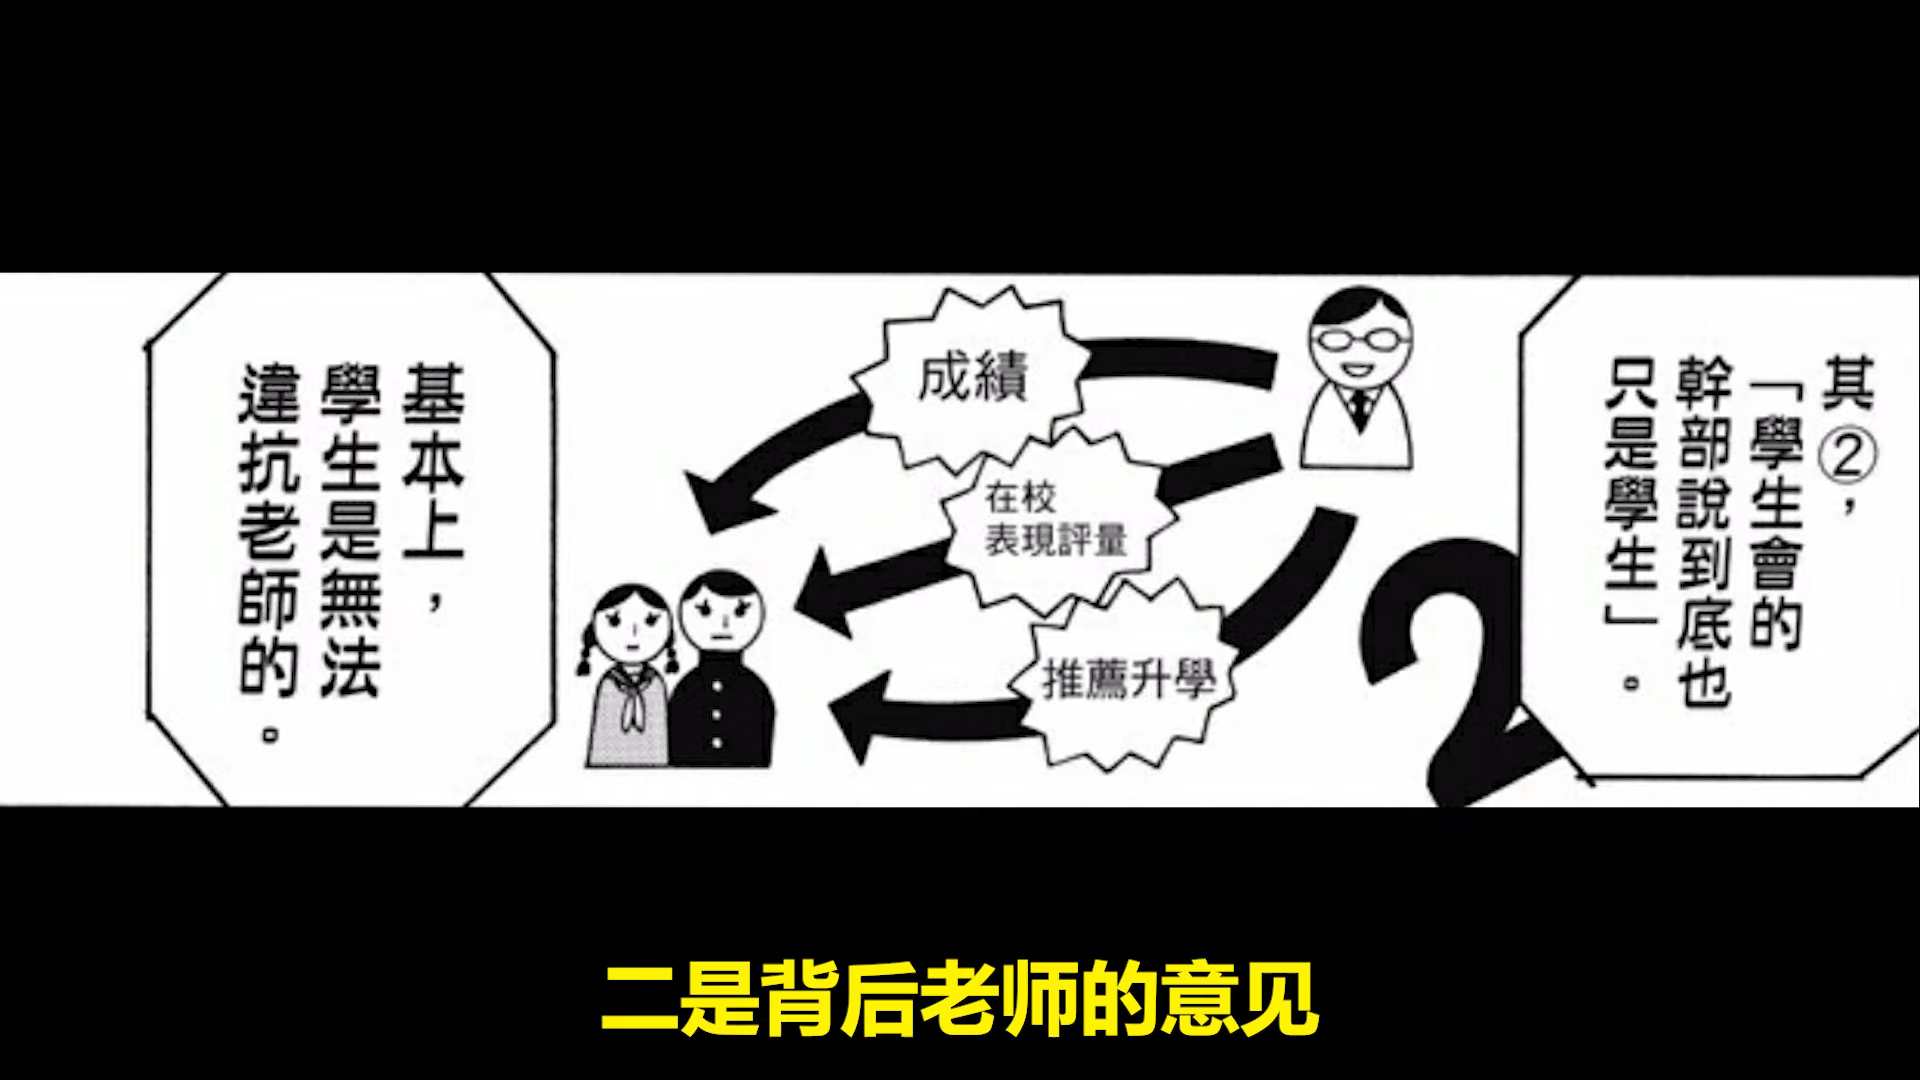 其②，
「學生會的
幹部說到底也
只是學生」。
2
成績
在校
表現評量
推薦升學
基本上，
學生是無法
違抗老師的。
二是背后老师的意见